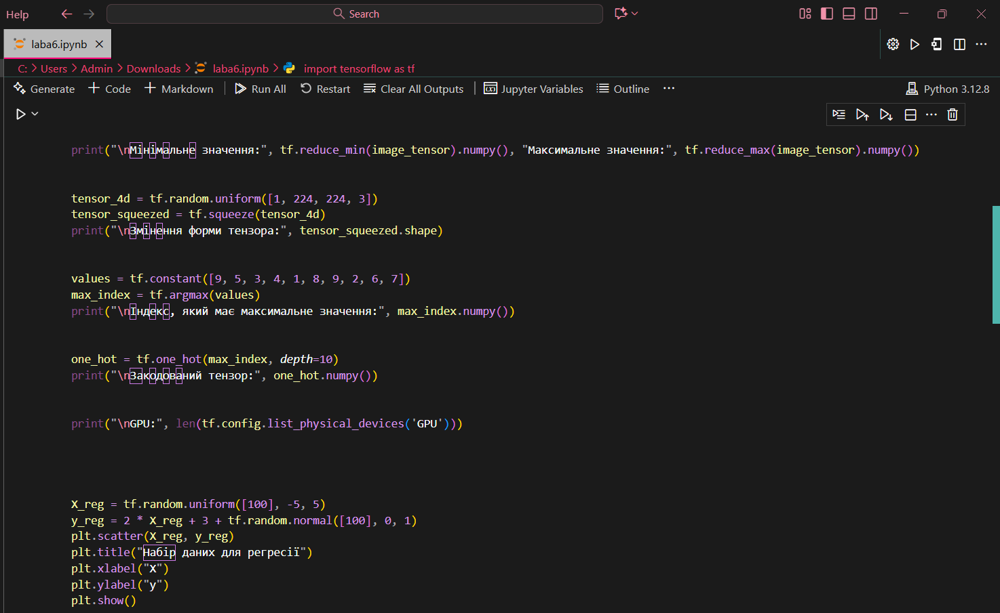 Help
Search
laba6.ipynb
C: > Users > Admin > Downloads > laba6.ipynb > import tensorflow as tf
Generate + Code + Markdown | Run All Restart Clear All Outputs | Jupyter Variables Outline ... Python 3.12.8
print("\nМінімальне значення:", tf.reduce_min(image_tensor).numpy(), "Максимальне значення:", tf.reduce_max(image_tensor).numpy())
tensor_4d = tf.random.uniform([1, 224, 224, 3])
tensor_squeezed = tf.squeeze(tensor_4d)
print("\nЗмінення форми тензора:", tensor_squeezed.shape)
values = tf.constant([9, 5, 3, 4, 1, 8, 9, 2, 6, 7])
max_index = tf.argmax(values)
print("\nІндекс, який має максимальне значення:", max_index.numpy())
one_hot = tf.one_hot(max_index, depth=10)
print("\nЗакодований тензор:", one_hot.numpy())
print("\nGPU:", len(tf.config.list_physical_devices('GPU')))
X_reg = tf.random.uniform([100], -5, 5)
y_reg = 2 * X_reg + 3 + tf.random.normal([100], 0, 1)
plt.scatter(X_reg, y_reg)
plt.title("Набір даних для регресії")
plt.xlabel("X")
plt.ylabel("y")
plt.show()